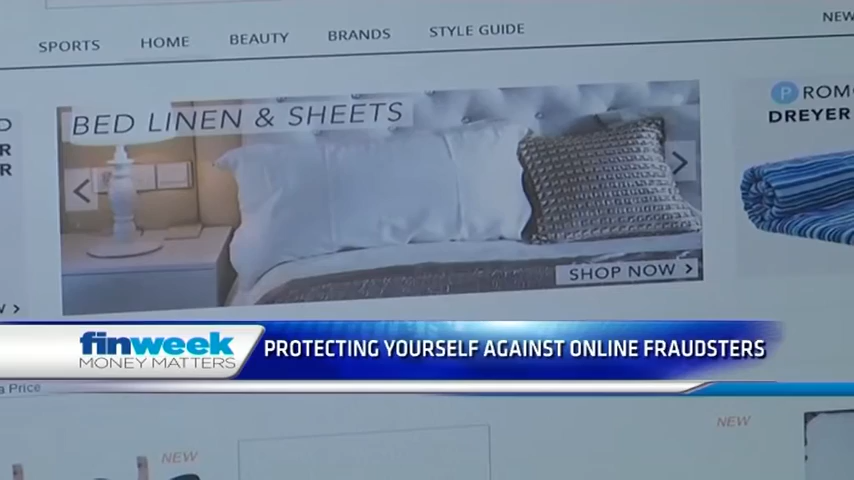 NEW
SPORTS HOME BEAUTY BRANDS STYLE GUIDE
BED LINEN & SHEETS
DREYER
SHOP NOW
finweek
MONEY MATTERS
PROTECTING YOURSELF AGAINST ONLINE FRAUDSTERS
a Price
NEW
NEW